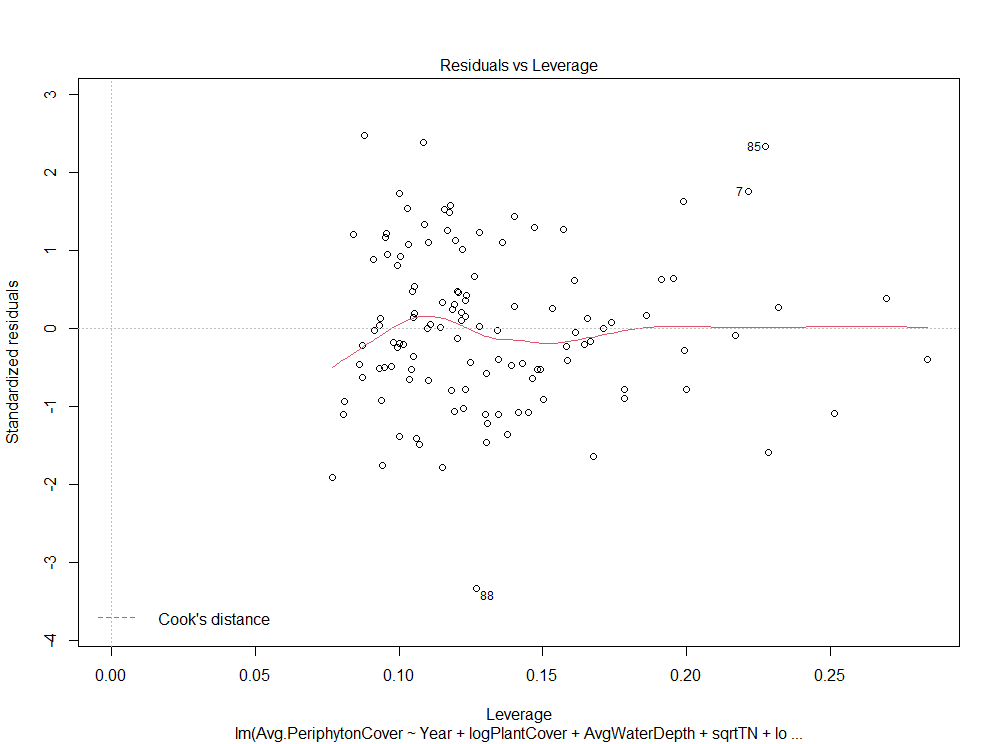 Residuals vs Leverage
3
2
1
0
-1
-2
-3
-4
Standardized residuals
85
7
88
Cook's distance
0.00 0.05 0.10 0.15 0.20 0.25
Leverage
lm(Avg.PeriphytonCover ~ Year + logPlantCover + AvgWaterDepth + sqrtTN + lo ...